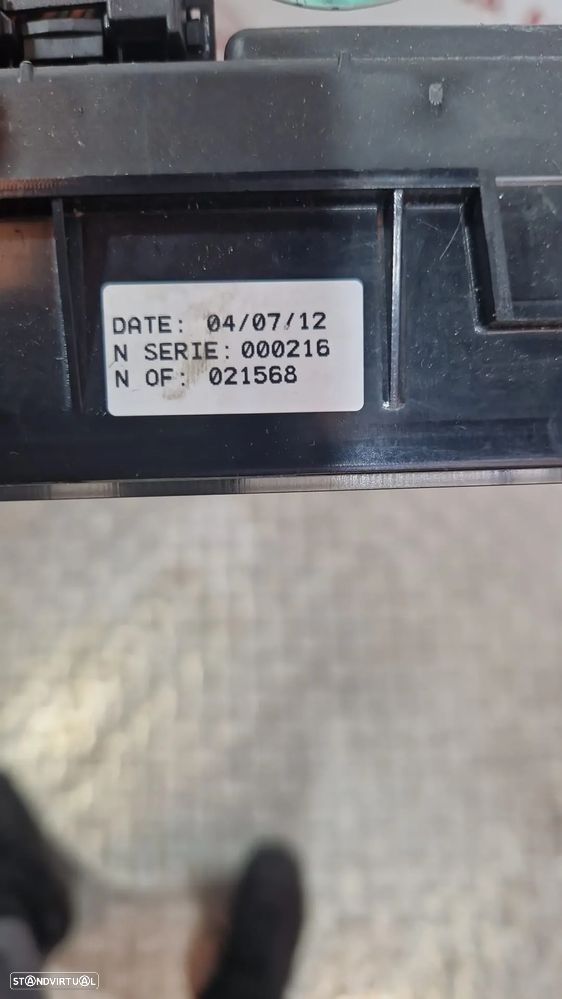 DATE: 04/07/12
N SERIE: 000216
N OF: 021568
STANDVIRTUAL